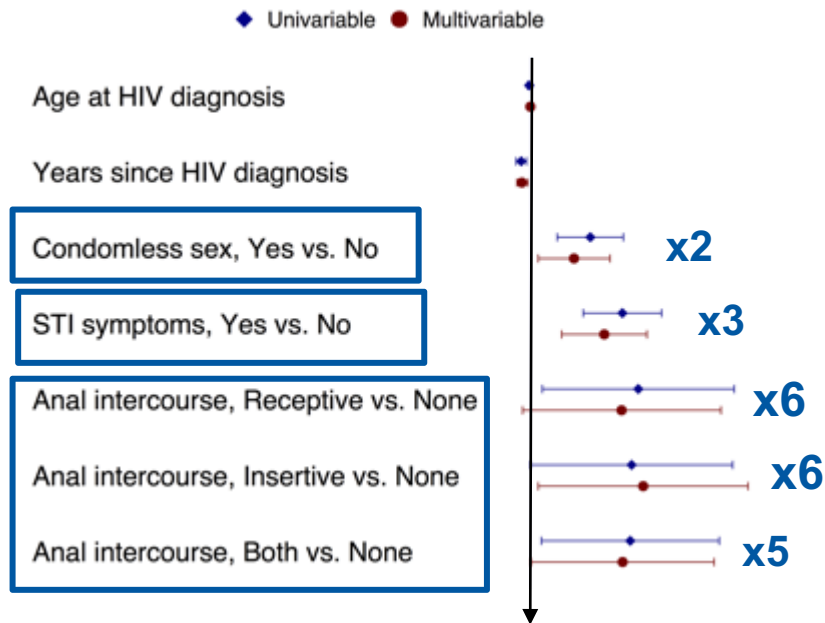 Univariable Multivariable
Age at HIV diagnosis
Years since HIV diagnosis
Condomless sex, Yes vs. No x2
STI symptoms, Yes vs. No x3
Anal intercourse, Receptive vs. None x6
Anal intercourse, Insertive vs. None x6
Anal intercourse, Both vs. None x5